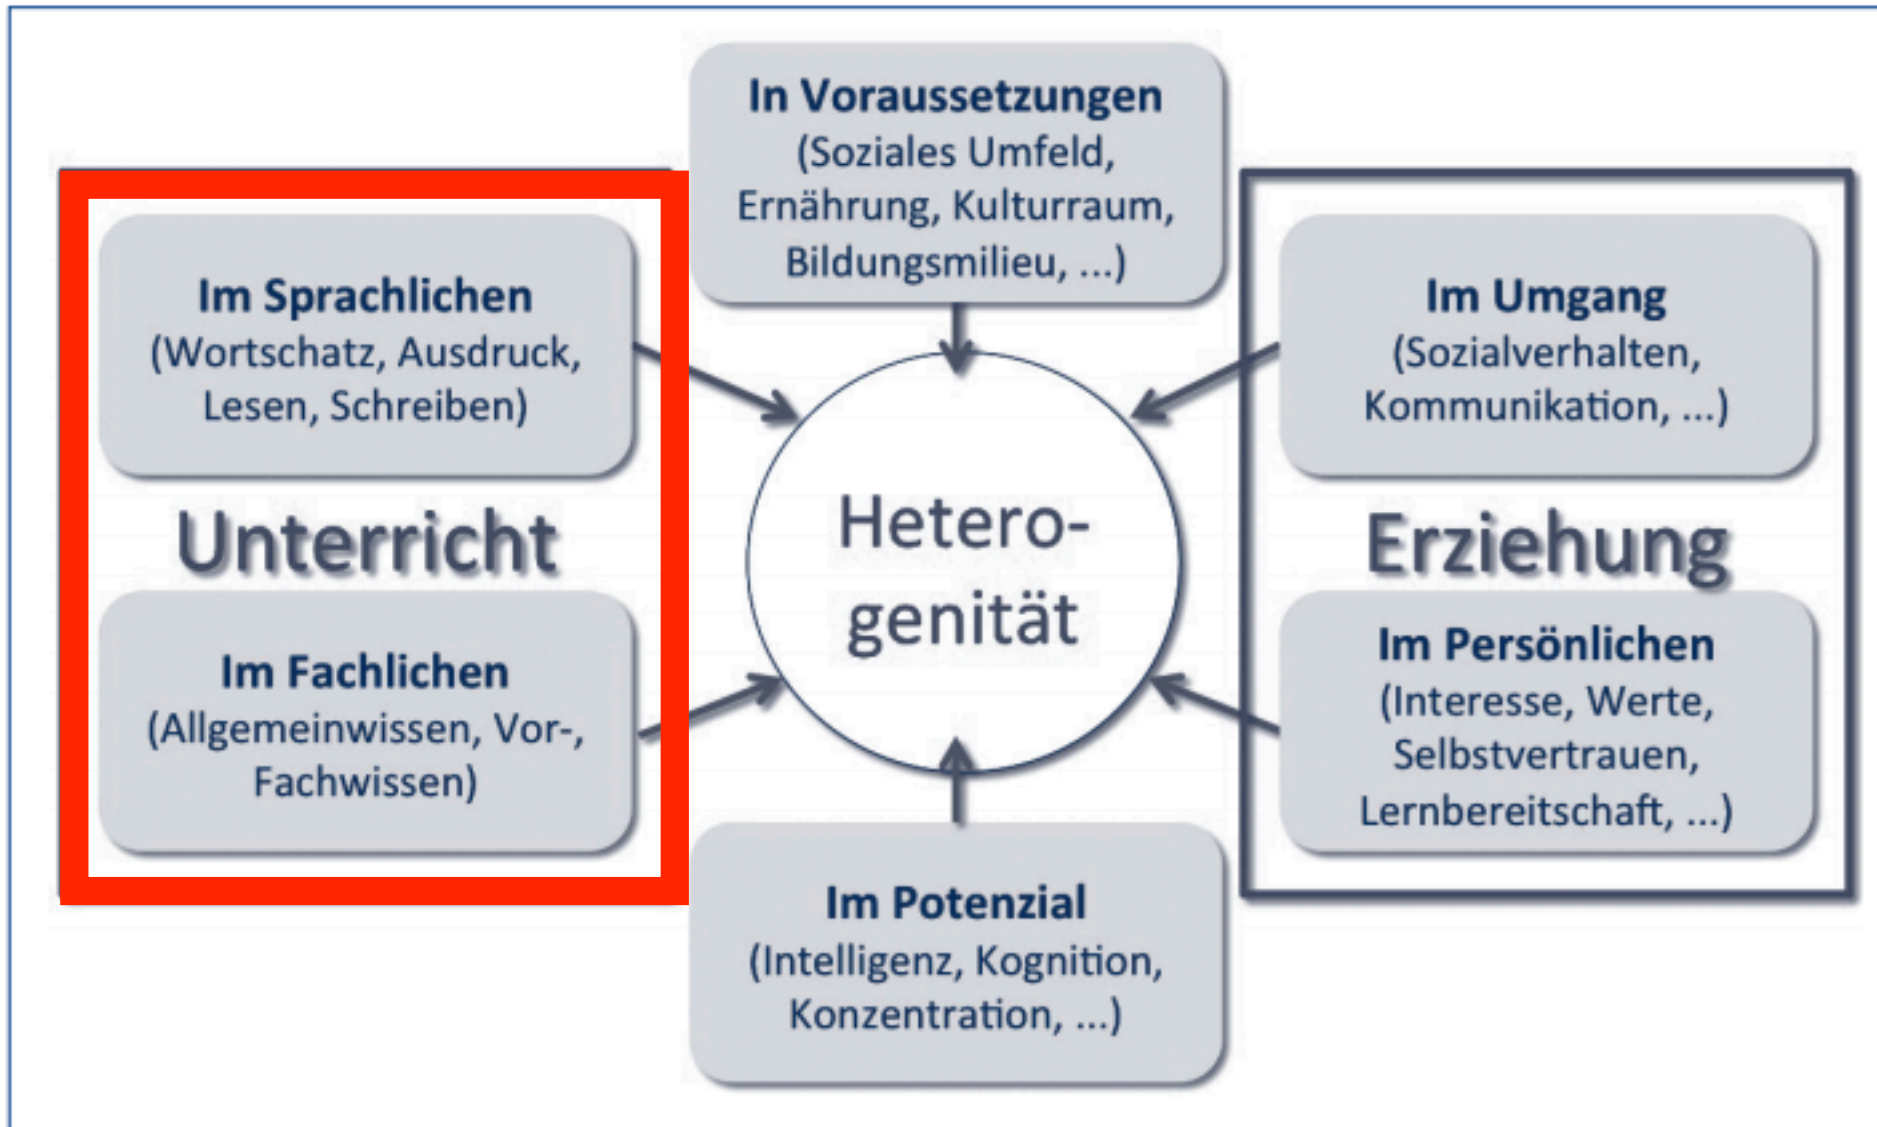 In Voraussetzungen
(Soziales Umfeld,
Ernährung, Kulturraum,
Bildungsmilieu, ...)
Im Sprachlichen
(Wortschatz, Ausdruck,
Lesen, Schreiben)
Unterricht
Im Fachlichen
(Allgemeinwissen, Vor-,
Fachwissen)
Hetero-
genität
Im Umgang
(Sozialverhalten,
Kommunikation, ...)
Erziehung
Im Persönlichen
(Interesse, Werte,
Selbstvertrauen,
Lernbereitschaft, ...)
Im Potenzial
(Intelligenz, Kognition,
Konzentration, ...)